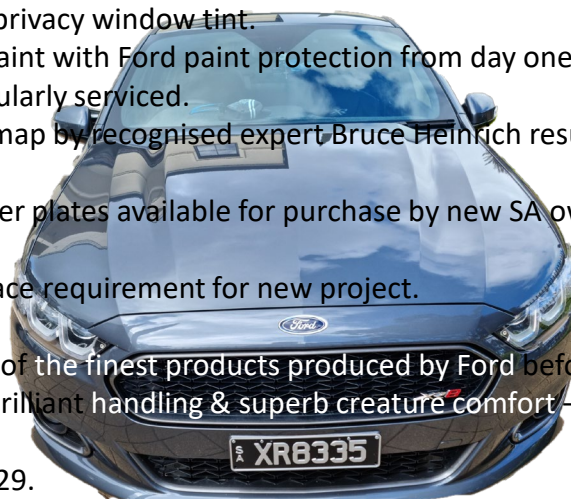 privacy window tint.
aint with Ford paint protection from day one
ularly serviced.
map by recognised expert Bruce Heinrich resu
er plates available for purchase by new SA ow
ace requirement for new project.
Ford
of the finest products produced by Ford befo
rilliant handling & superb creature comfort -
XR8
SA XR8335
29.